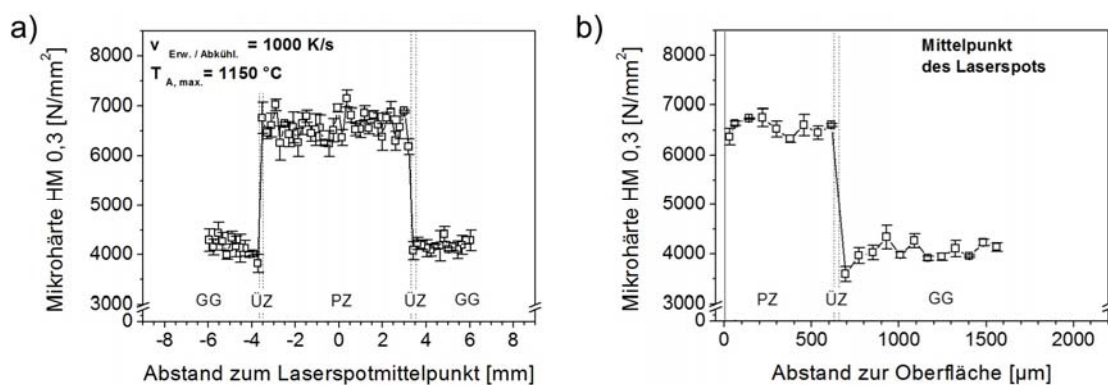 a)
v Erw. / Abkühl. = 1000 K/s
T A, max. = 1150 °C
Mikrohärte HM 0,3 [N/mm²]
8000
7000
6000
5000
4000
3000
0
GG ÜZ PZ ÜZ GG
-8 -6 -4 -2 0 2 4 6 8
Abstand zum Laserspotmittelpunkt [mm]
b)
Mittelpunkt
des Laserspots
Mikrohärte HM 0,3 [N/mm²]
8000
7000
6000
5000
4000
3000
0
PZ ÜZ GG
0 500 1000 1500 2000
Abstand zur Oberfläche [µm]